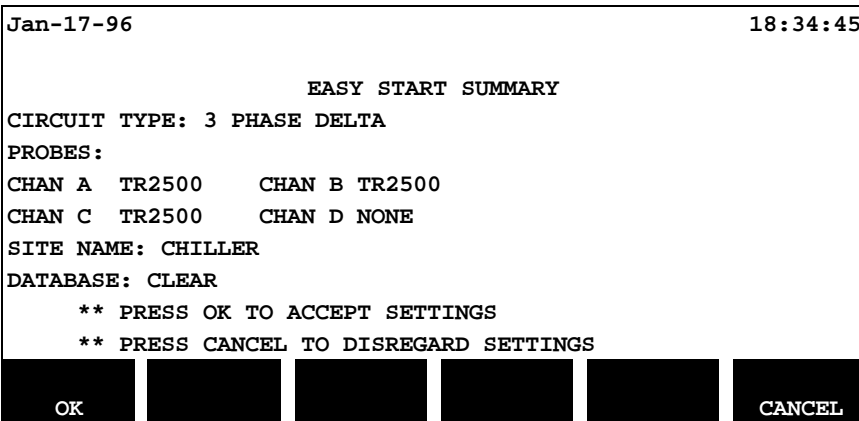 Jan-17-96 18:34:45
EASY START SUMMARY
CIRCUIT TYPE: 3 PHASE DELTA
PROBES:
CHAN A TR2500 CHAN B TR2500
CHAN C TR2500 CHAN D NONE
SITE NAME: CHILLER
DATABASE: CLEAR
** PRESS OK TO ACCEPT SETTINGS
** PRESS CANCEL TO DISREGARD SETTINGS
OK CANCEL